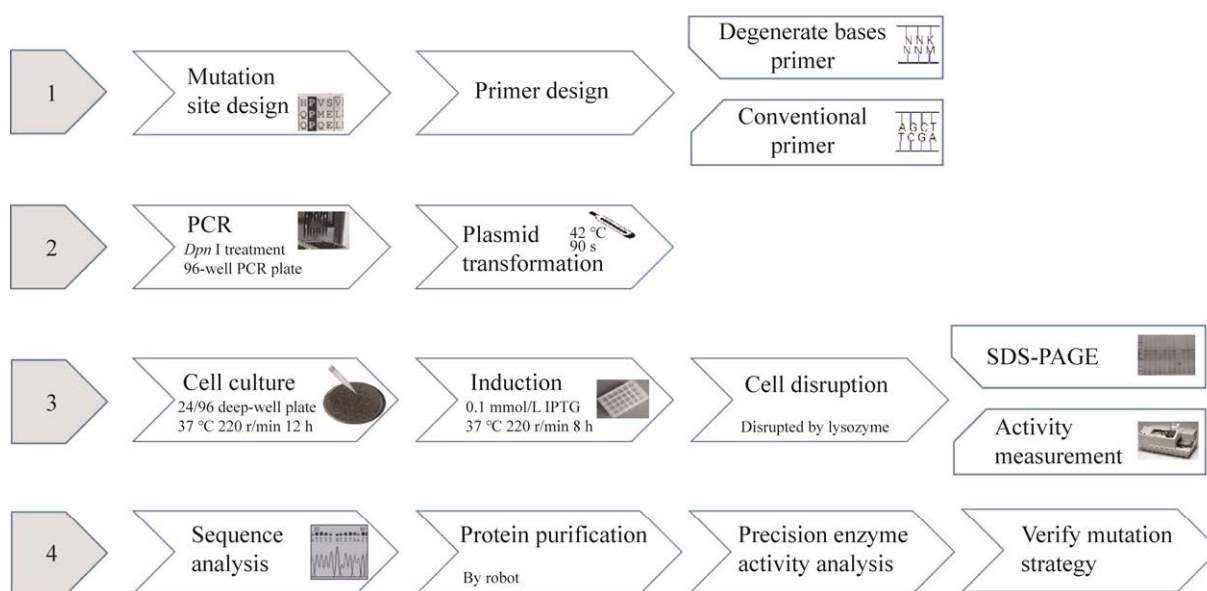 1
Mutation
site design
H P V S V
Q P M E L
Q P Q E L
Primer design
Degenerate bases
primer
N N K
N N M
Conventional
primer
A G C T
T C G A
2
PCR
Dpn I treatment
96-well PCR plate
Plasmid
transformation
42 ℃
90 s
3
Cell culture
24/96 deep-well plate
37 ℃ 220 r/min 12 h
Induction
0.1 mmol/L IPTG
37 ℃ 220 r/min 8 h
Cell disruption
Disrupted by lysozyme
SDS-PAGE
Activity
measurement
4
Sequence
analysis
Protein purification
By robot
Precision enzyme
activity analysis
Verify mutation
strategy